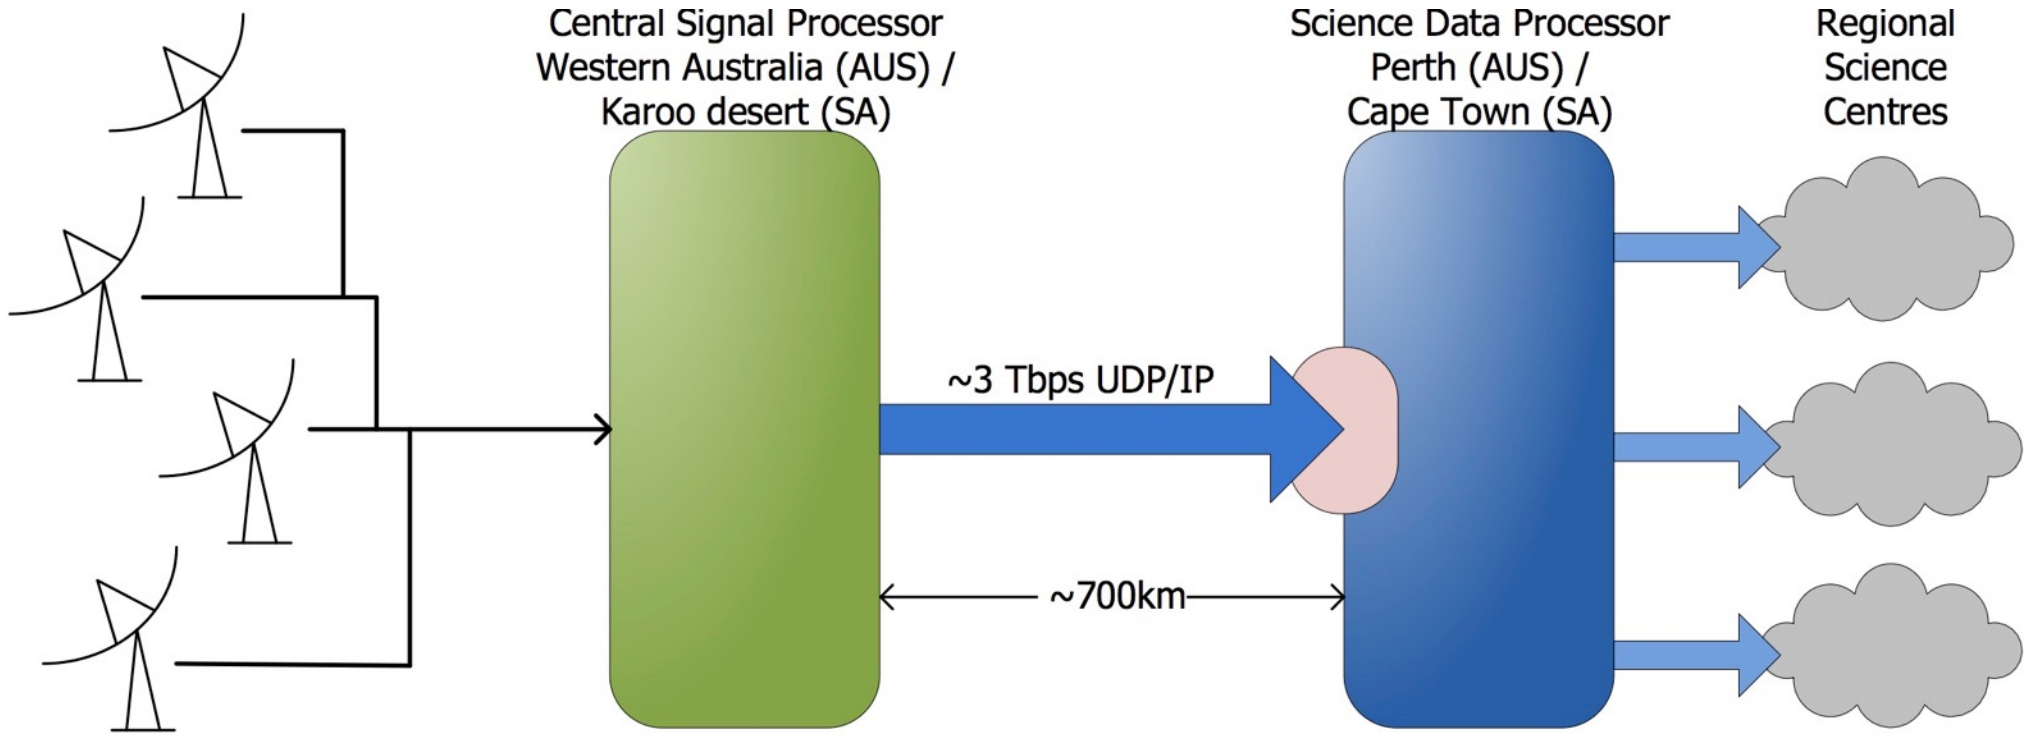 Central Signal Processor
Western Australia (AUS) /
Karoo desert (SA)
Science Data Processor
Perth (AUS) /
Cape Town (SA)
Regional
Science
Centres
~3 Tbps UDP/IP
~700km